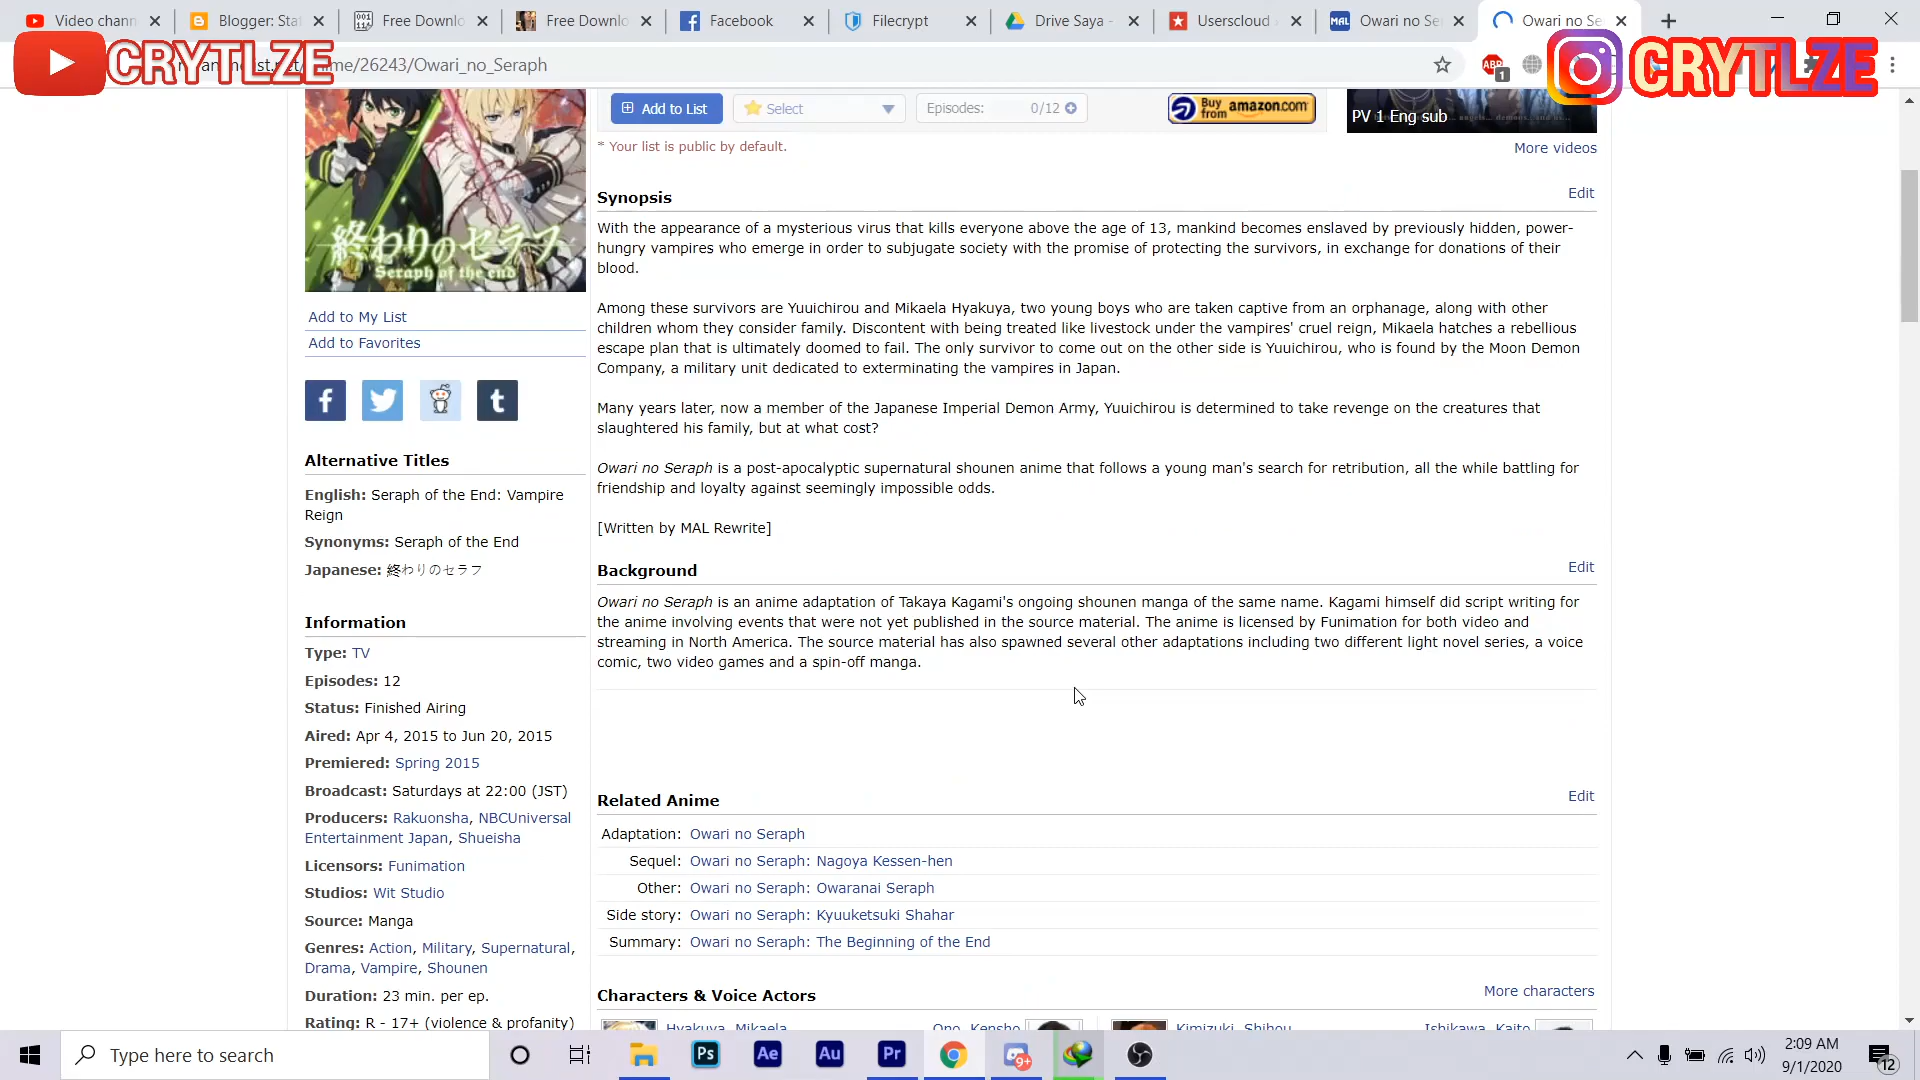 Video chann
Blogger: Stat
Free Downlo
Free Downlo
Facebook
Filecrypt
Drive Saya -
Userscloud
Owari no Se
Owari no Se
CRYTLZE
/26243/Owari_no_Seraph
ABP
1
CRYTLZE
Add to List
Select
Episodes: 0/12
Buy from amazon.com
PV 1 Eng sub
* Your list is public by default.
More videos
Synopsis
Edit
With the appearance of a mysterious virus that kills everyone above the age of 13, mankind becomes enslaved by previously hidden, power-
hungry vampires who emerge in order to subjugate society with the promise of protecting the survivors, in exchange for donations of their
blood.
Among these survivors are Yuuichirou and Mikaela Hyakuya, two young boys who are taken captive from an orphanage, along with other
children whom they consider family. Discontent with being treated like livestock under the vampires' cruel reign, Mikaela hatches a rebellious
escape plan that is ultimately doomed to fail. The only survivor to come out on the other side is Yuuichirou, who is found by the Moon Demon
Company, a military unit dedicated to exterminating the vampires in Japan.
Many years later, now a member of the Japanese Imperial Demon Army, Yuuichirou is determined to take revenge on the creatures that
slaughtered his family, but at what cost?
Owari no Seraph is a post-apocalyptic supernatural shounen anime that follows a young man's search for retribution, all the while battling for
friendship and loyalty against seemingly impossible odds.
[Written by MAL Rewrite]
Background
Edit
Owari no Seraph is an anime adaptation of Takaya Kagami's ongoing shounen manga of the same name. Kagami himself did script writing for
the anime involving events that were not yet published in the source material. The anime is licensed by Funimation for both video and
streaming in North America. The source material has also spawned several other adaptations including two different light novel series, a voice
comic, two video games and a spin-off manga.
Related Anime
Edit
Adaptation: Owari no Seraph
Sequel: Owari no Seraph: Nagoya Kessen-hen
Other: Owari no Seraph: Owaranai Seraph
Side story: Owari no Seraph: Kyuuketsuki Shahar
Summary: Owari no Seraph: The Beginning of the End
Characters & Voice Actors
More characters
Hyakuya, Mikaela
Ono, Kensho
Kimizuki, Shihou
Ishikawa, Kaito
終わりのセラフ
Seraph of the end
Add to My List
Add to Favorites
Alternative Titles
English: Seraph of the End: Vampire
Reign
Synonyms: Seraph of the End
Japanese: 終わりのセラフ
Information
Type: TV
Episodes: 12
Status: Finished Airing
Aired: Apr 4, 2015 to Jun 20, 2015
Premiered: Spring 2015
Broadcast: Saturdays at 22:00 (JST)
Producers: Rakuonsha, NBCUniversal
Entertainment Japan, Shueisha
Licensors: Funimation
Studios: Wit Studio
Source: Manga
Genres: Action, Military, Supernatural,
Drama, Vampire, Shounen
Duration: 23 min. per ep.
Rating: R - 17+ (violence & profanity)
Type here to search
Ps
Ae
Au
Pr
9+
2:09 AM
9/1/2020
12